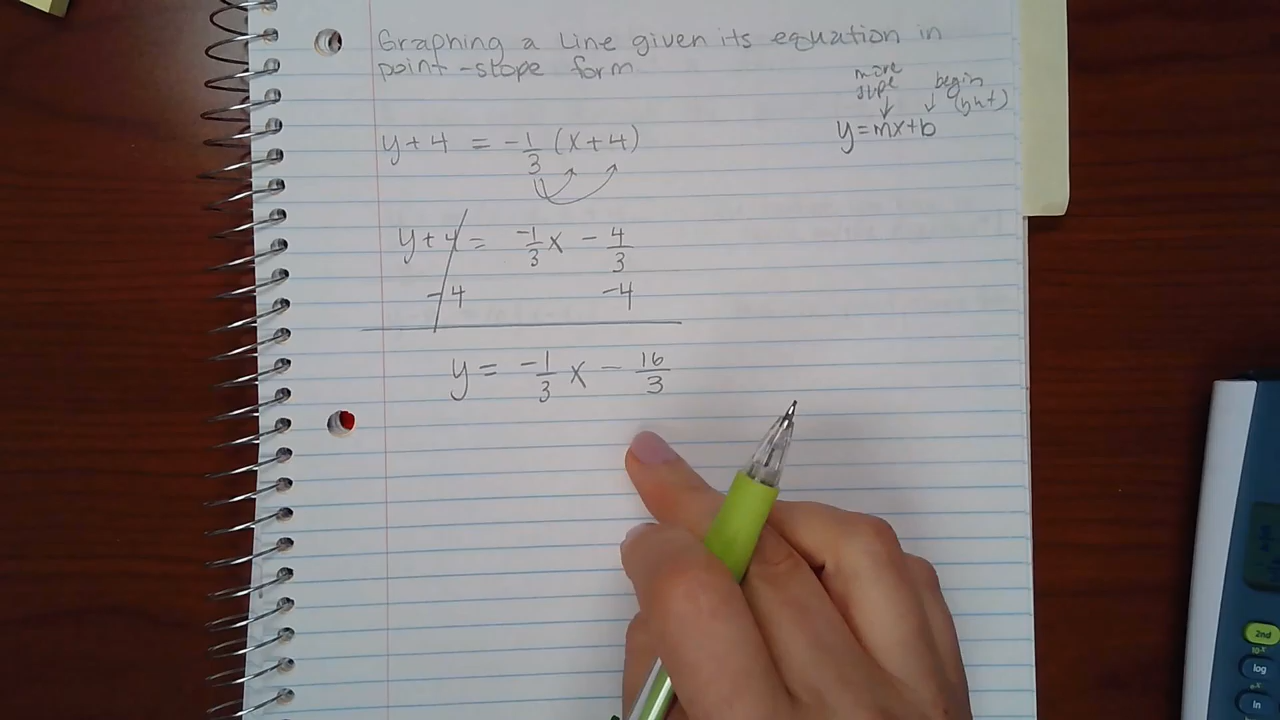 Graphing a Line given its equation in
point-slope form
more
slope
begin
(y int)
y=mx+b
y+4 = -1/3 (x+4)
y+4 = -1/3 x - 4/3
-4 -4
y = -1/3 x - 16/3
2nd
10^x
log
e^x
ln